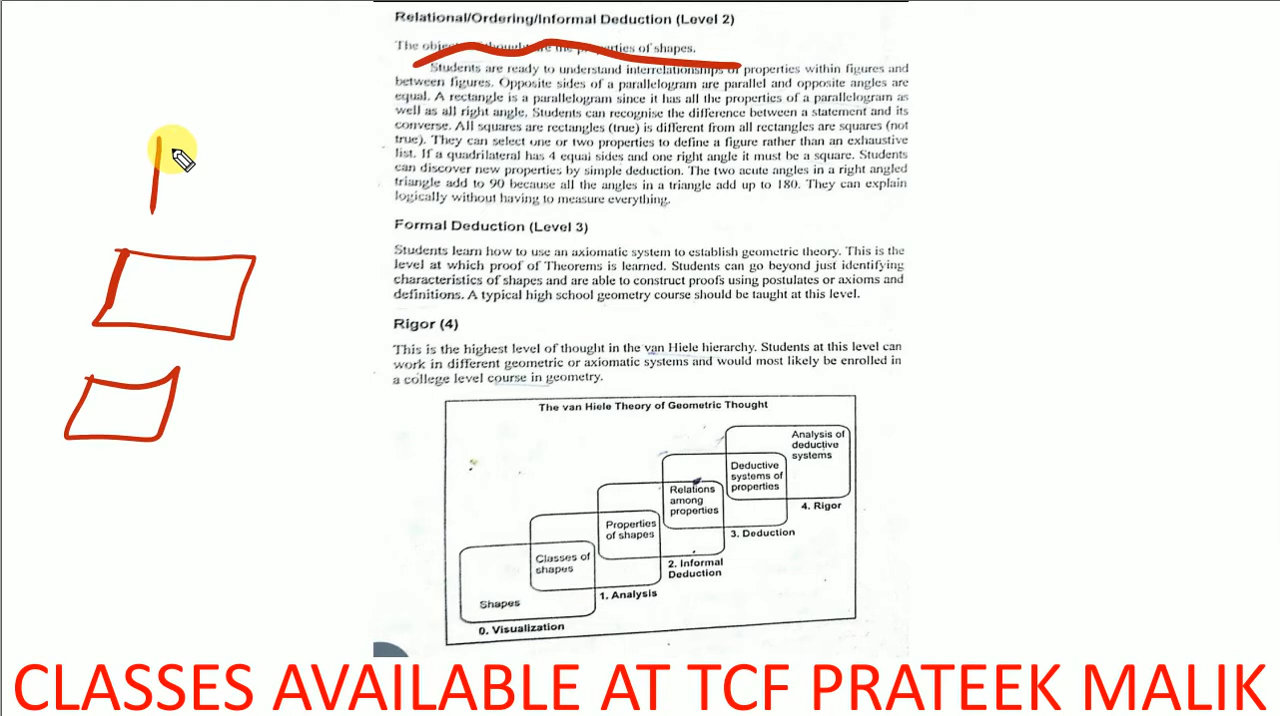 Relational/Ordering/Informal Deduction (Level 2)
The objects of thought are the properties of shapes.
Students are ready to understand interrelationships of properties within figures and
between figures. Opposite sides of a parallelogram are parallel and opposite angles are
equal. A rectangle is a parallelogram since it has all the properties of a parallelogram as
well as all right angle. Students can recognise the difference between a statement and its
converse. All squares are rectangles (true) is different from all rectangles are squares (not
true). They can select one or two properties to define a figure rather than an exhaustive
list. If a quadrilateral has 4 equal sides and one right angle it must be a square. Students
can discover new properties by simple deduction. The two acute angles in a right angled
triangle add to 90 because all the angles in a triangle add up to 180. They can explain
logically without having to measure everything.
Formal Deduction (Level 3)
Students learn how to use an axiomatic system to establish geometric theory. This is the
level at which proof of Theorems is learned. Students can go beyond just identifying
characteristics of shapes and are able to construct proofs using postulates or axioms and
definitions. A typical high school geometry course should be taught at this level.
Rigor (4)
This is the highest level of thought in the van Hiele hierarchy. Students at this level can
work in different geometric or axiomatic systems and would most likely be enrolled in
a college level course in geometry.
The van Hiele Theory of Geometric Thought
Analysis of
deductive
systems
4. Rigor
Deductive
systems of
properties
3. Deduction
Relations
among
properties
2. Informal
Deduction
Properties
of shapes
1. Analysis
Classes of
shapes
Shapes
0. Visualization
CLASSES AVAILABLE AT TCF PRATEEK MALIK